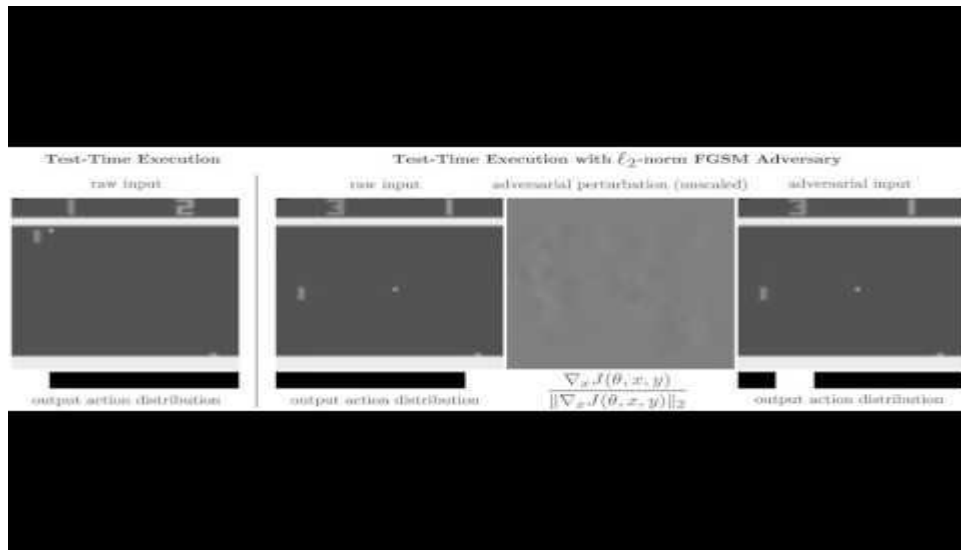 Test-Time Execution
raw input
1 2
output action distribution
Test-Time Execution with ℓ₂-norm FGSM Adversary
raw input
3 1
output action distribution
adversarial perturbation (unscaled)
∇ₓJ(θ, x, y)
‖∇ₓJ(θ, x, y)‖₂
adversarial input
3 1
output action distribution